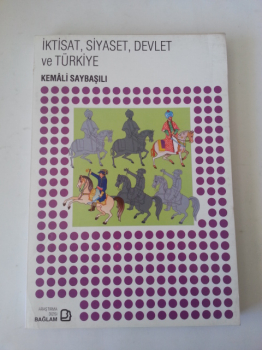 İKTİSAT, SİYASET, DEVLET
ve TÜRKİYE
KEMÂLİ SAYBAŞILI
BAĞLAM